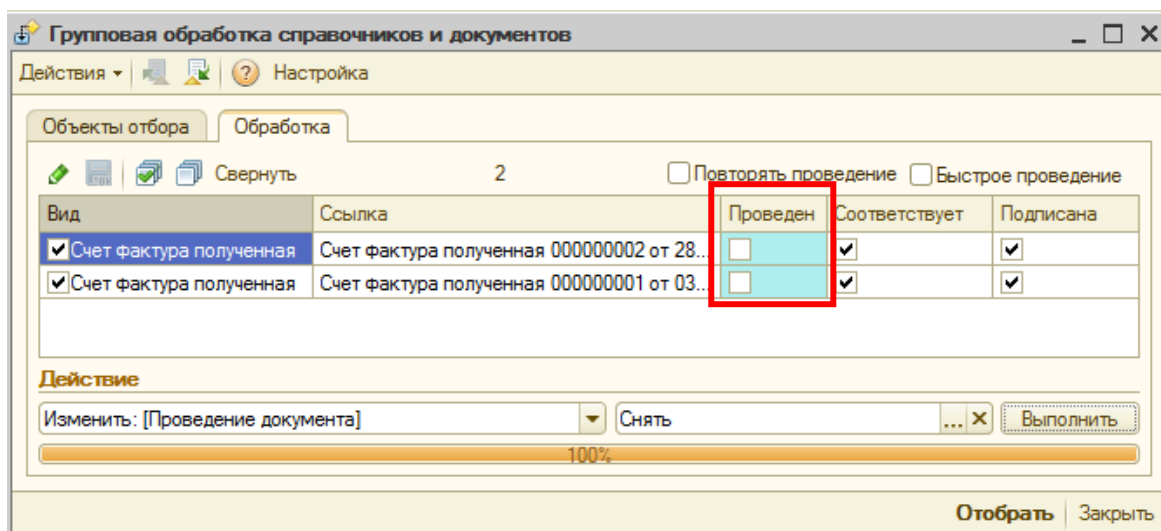 Групповая обработка справочников и документов
Действия Настройка
Объекты отбора Обработка
Свернуть 2 Повторять проведение Быстрое проведение
Вид Ссылка Проведен Соответствует Подписана
Счет фактура полученная Счет фактура полученная 000000002 от 28...
Счет фактура полученная Счет фактура полученная 000000001 от 03...
Действие
Изменить: [Проведение документа] Снять ... Выполнить
100%
Отобрать Закрыть